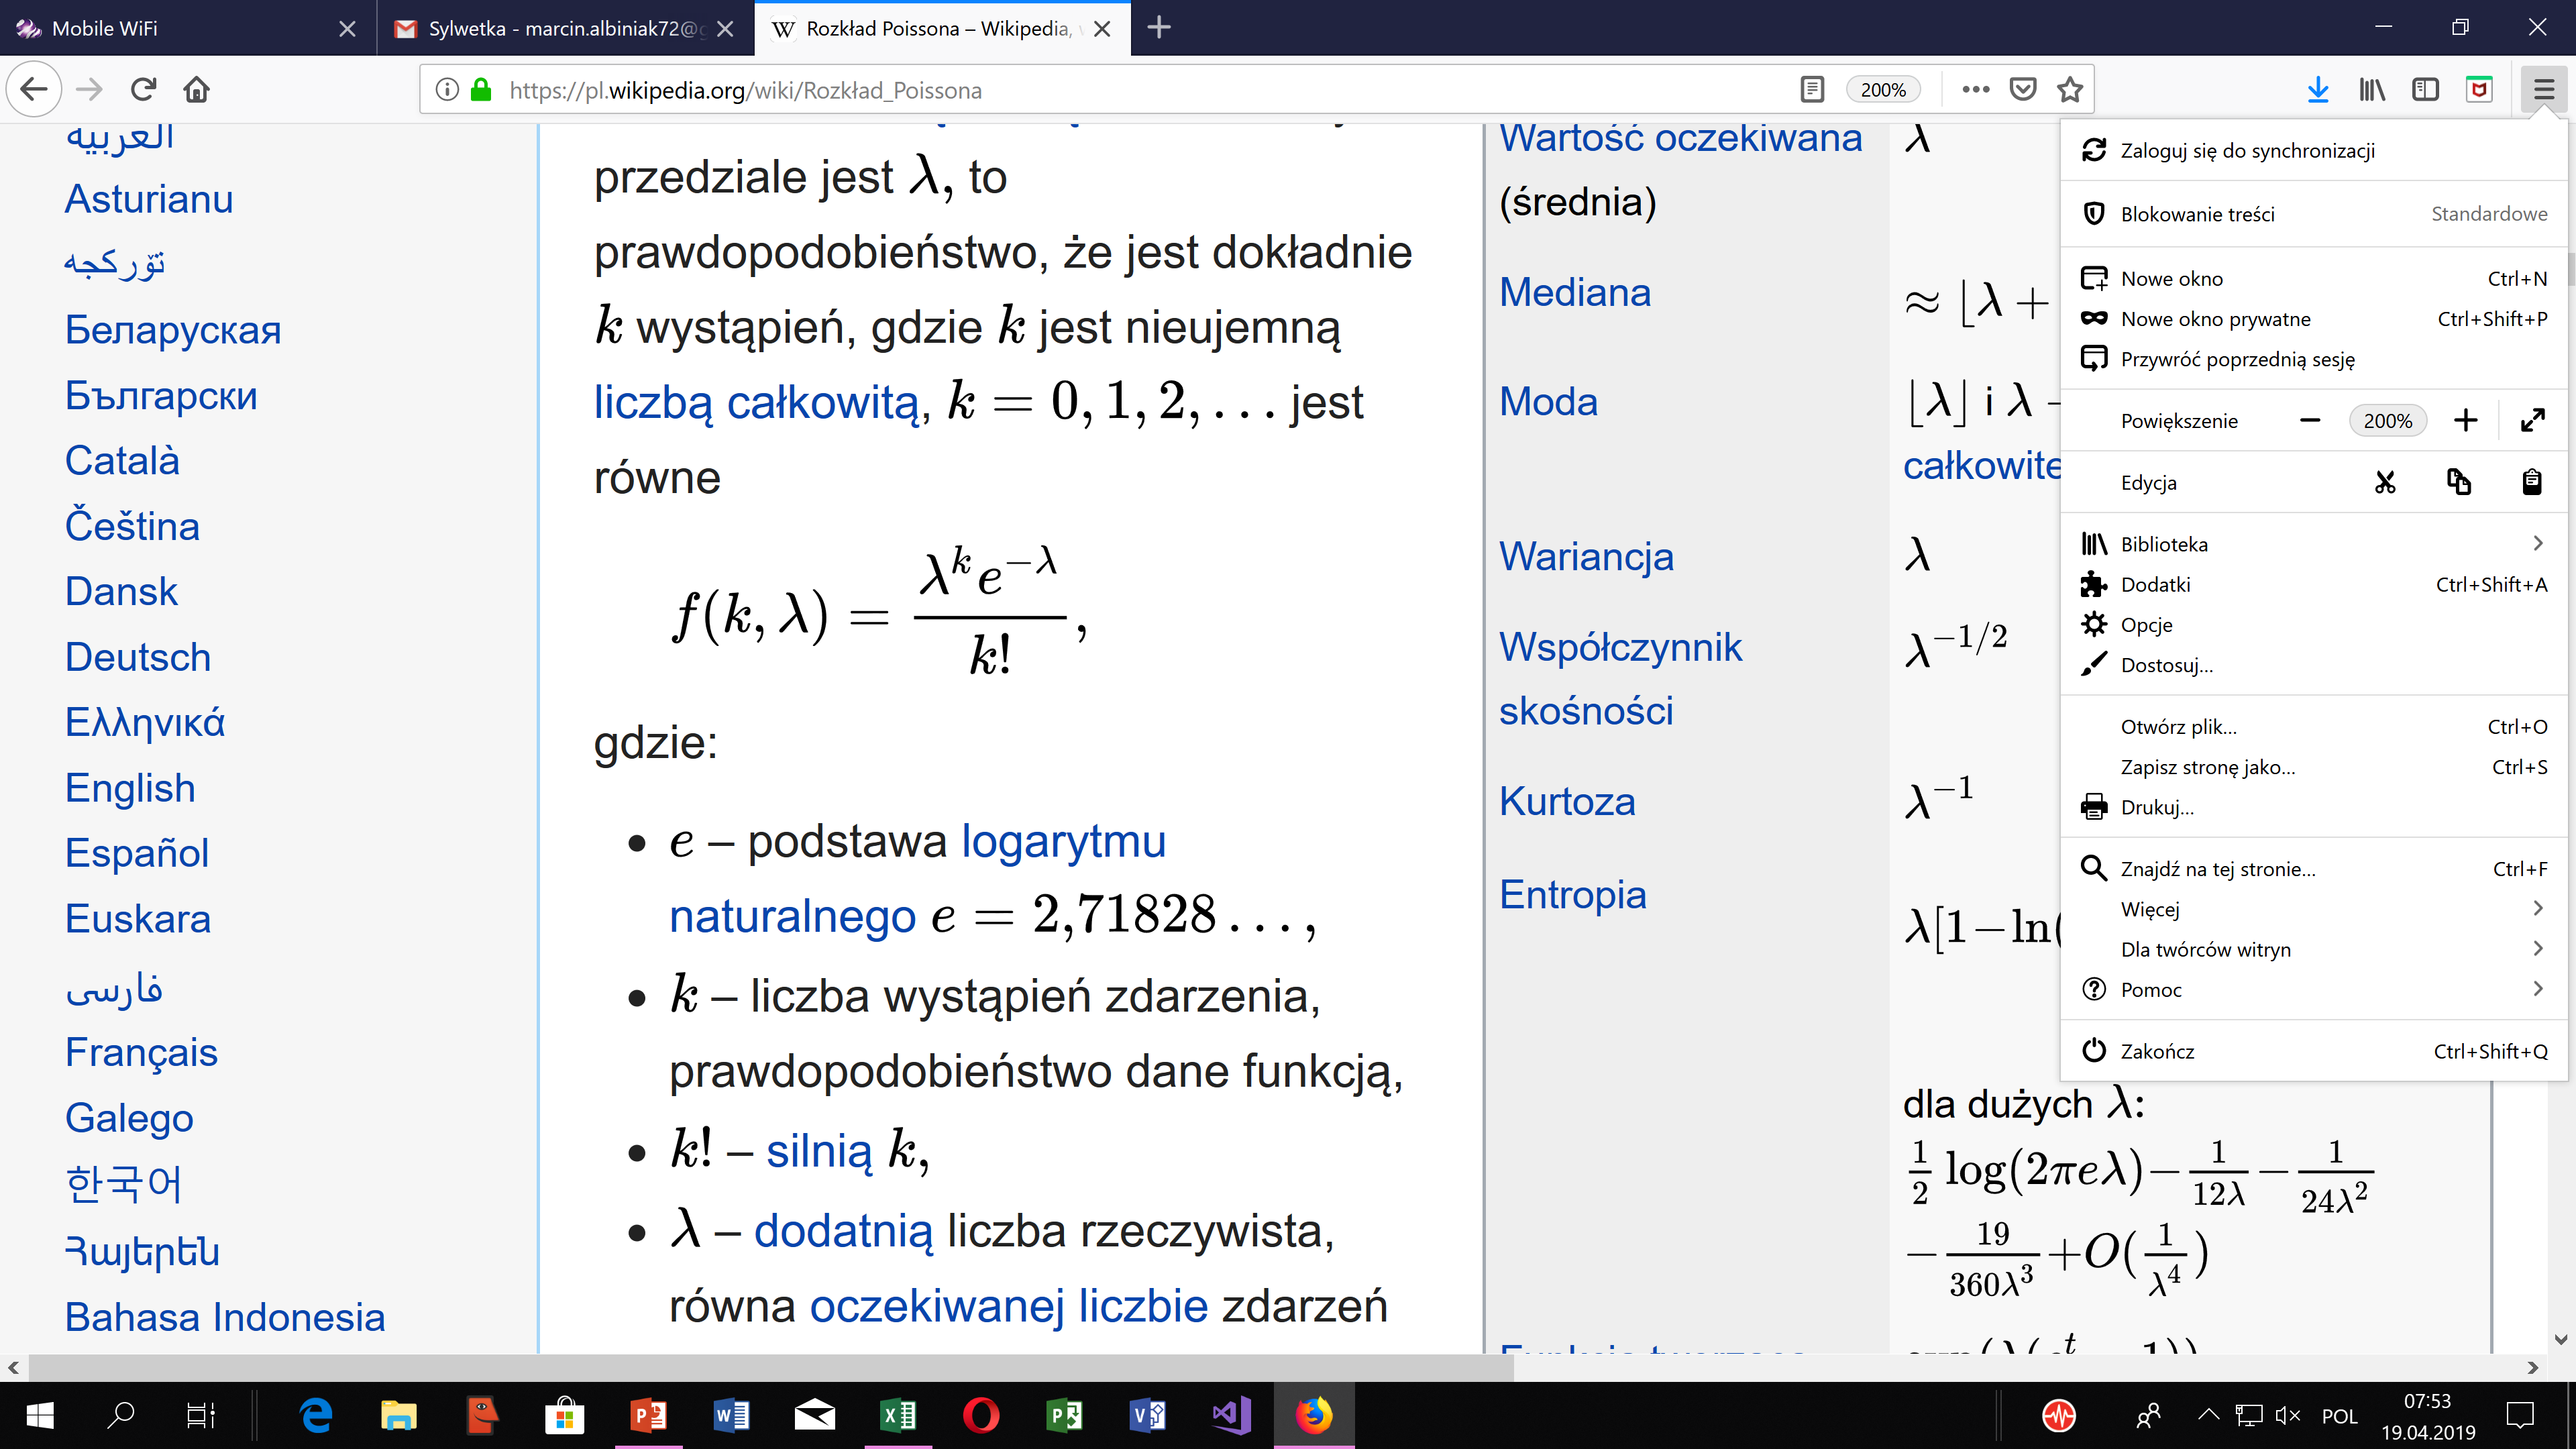 Mobile WiFi
Sylwetka - marcin.albiniak72@g
Rozkład Poissona – Wikipedia,
https://pl.wikipedia.org/wiki/Rozkład_Poissona
200%
العربية
Asturianu
تۆرکجه
Беларуская
Български
Català
Čeština
Dansk
Deutsch
Ελληνικά
English
Español
Euskara
فارسی
Français
Galego
한국어
Հայերեն
Bahasa Indonesia
przedziale jest λ, to
prawdopodobieństwo, że jest dokładnie
k wystąpień, gdzie k jest nieujemną
liczbą całkowitą, k = 0, 1, 2, … jest
równe
f(k, λ) = λ^k e^{−λ} / k!,
gdzie:
• e – podstawa logarytmu
naturalnego e = 2,71828 … ,
• k – liczba wystąpień zdarzenia,
prawdopodobieństwo dane funkcją,
• k! – silnią k,
• λ – dodatnią liczba rzeczywista,
równa oczekiwanej liczbie zdarzeń
Wartość oczekiwana λ
(średnia)
Mediana ≈ ⌊λ +
Moda ⌊λ⌋ i λ −
całkowite
Wariancja λ
Współczynnik λ^{−1/2}
skośności
Kurtoza λ^{−1}
Entropia
λ[1−ln(
dla dużych λ:
1/2 log(2πeλ) − 1/(12λ) − 1/(24λ²)
− 19/(360λ³) + O(1/λ⁴)
Zaloguj się do synchronizacji
Blokowanie treści Standardowe
Nowe okno Ctrl+N
Nowe okno prywatne Ctrl+Shift+P
Przywróć poprzednią sesję
Powiększenie 200%
Edycja
Biblioteka
Dodatki Ctrl+Shift+A
Opcje
Dostosuj...
Otwórz plik... Ctrl+O
Zapisz stronę jako... Ctrl+S
Drukuj...
Znajdź na tej stronie... Ctrl+F
Więcej
Dla twórców witryn
Pomoc
Zakończ Ctrl+Shift+Q
POL
07:53
19.04.2019